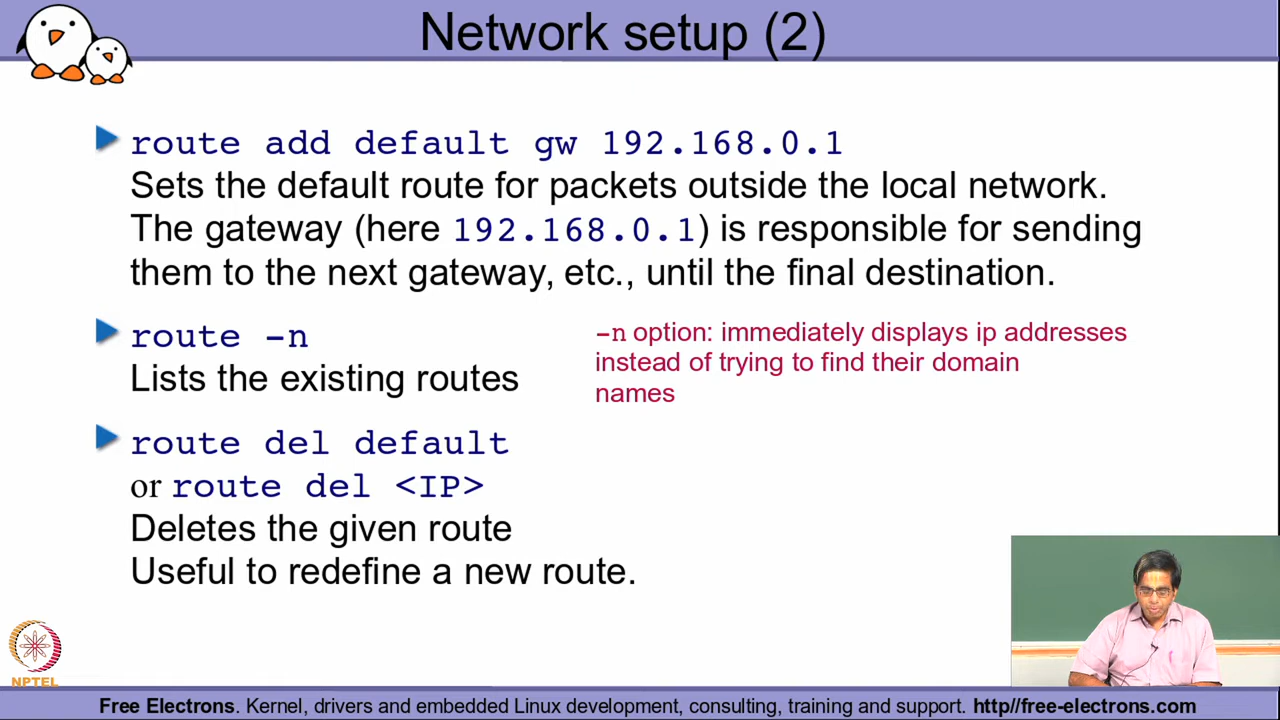 Network setup (2)
route add default gw 192.168.0.1
Sets the default route for packets outside the local network.
The gateway (here 192.168.0.1) is responsible for sending
them to the next gateway, etc., until the final destination.
route -n
Lists the existing routes
-n option: immediately displays ip addresses
instead of trying to find their domain
names
route del default
or route del <IP>
Deletes the given route
Useful to redefine a new route.
NPTEL
Free Electrons. Kernel, drivers and embedded Linux development, consulting, training and support. http//free-electrons.com